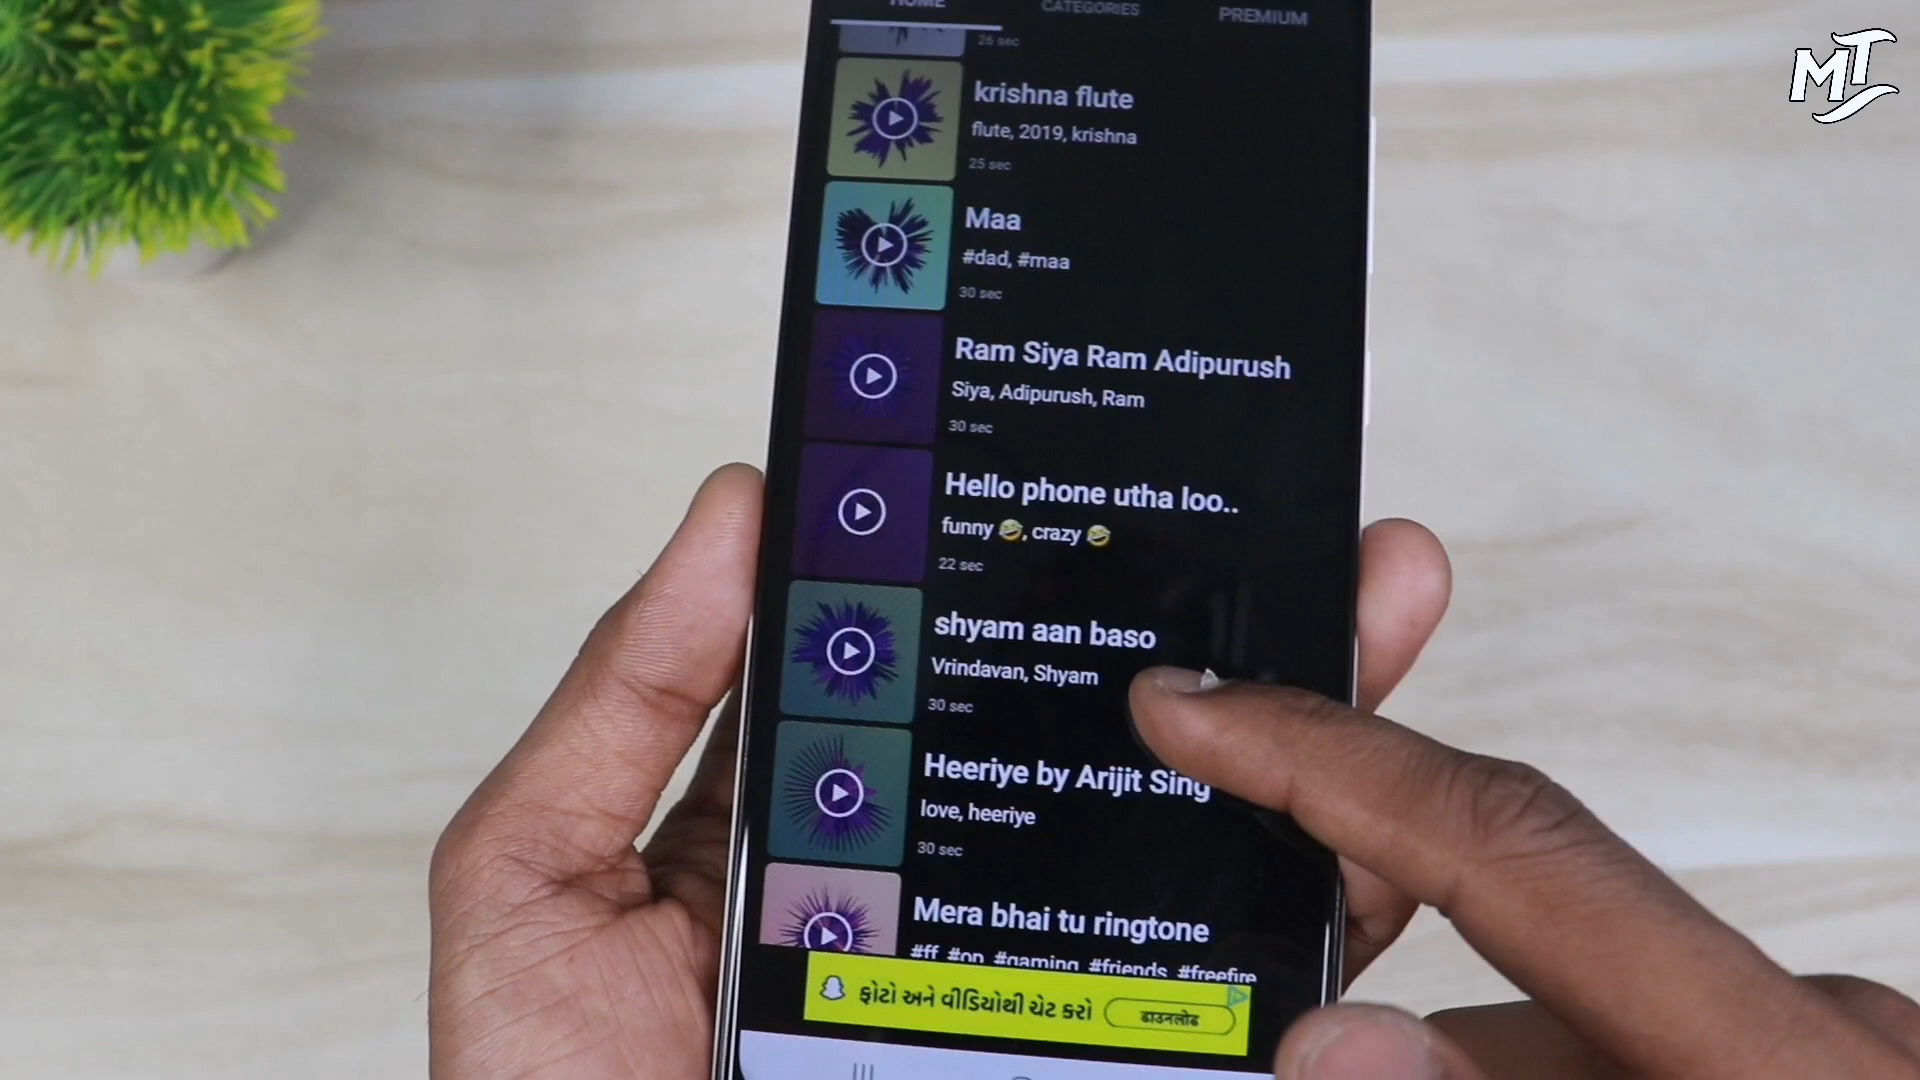 HOME CATEGORIES PREMIUM
MT
26 sec
krishna flute
flute, 2019, krishna
25 sec
Maa
#dad, #maa
30 sec
Ram Siya Ram Adipurush
Siya, Adipurush, Ram
30 sec
Hello phone utha loo..
funny 🤣, crazy 🤣
22 sec
shyam aan baso
Vrindavan, Shyam
30 sec
Heeriye by Arijit Sing
love, heeriye
30 sec
Mera bhai tu ringtone
#ff, #op, #gaming, #friends, #freefire
ફોટો અને વીડિયોથી ચેટ કરો
ડાઉનલોડ